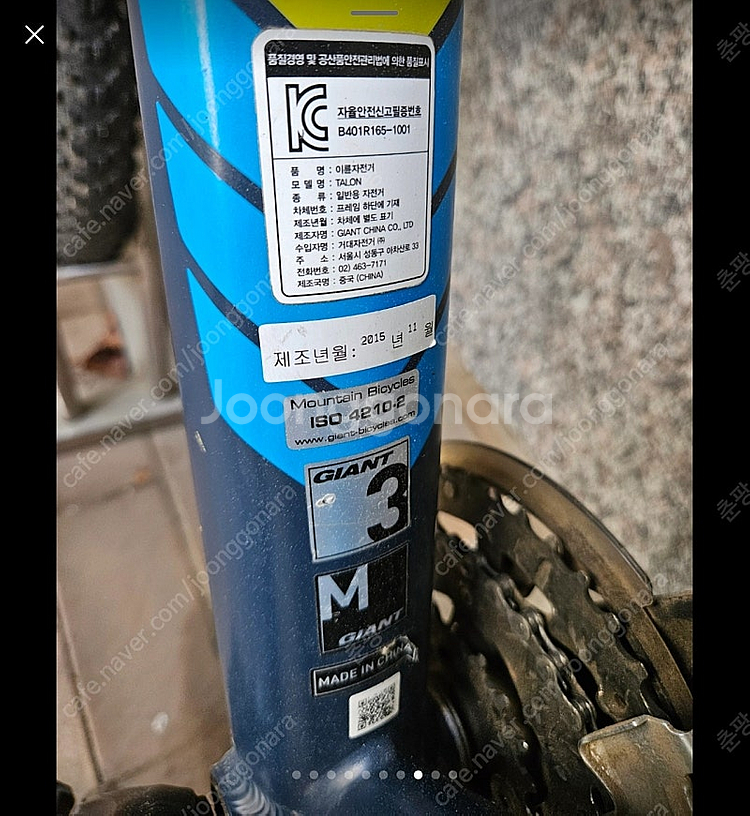 품질경영 및 공산품안전관리법에 의한 품질표시
자율안전신고필증번호
B401R165-1001
품 명 : 이륜자전거
모 델 명 : TALON
종 류 : 일반용 자전거
차체번호 : 프레임 하단에 기재
제조년월 : 차체에 별도 표기
제조자명 : GIANT CHINA CO., LTD
수입자명 : 거대자전거 ㈜
주 소 : 서울시 성동구 아차산로 33
전화번호 : 02) 463-7171
제조국명 : 중국 (CHINA)
제조년월: 2015 년 11 월
Mountain Bicycles
ISO 4210-2
www.giant-bicycles.com
Joonggonara
GIANT
3
M
GIANT
MADE IN CHINA
cafe.naver.com/joonggonara